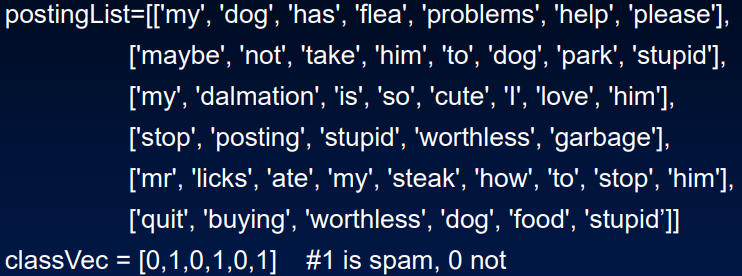 postingList=[['my', 'dog', 'has', 'flea', 'problems', 'help', 'please'],
['maybe', 'not', 'take', 'him', 'to', 'dog', 'park', 'stupid'],
['my', 'dalmation', 'is', 'so', 'cute', 'I', 'love', 'him'],
['stop', 'posting', 'stupid', 'worthless', 'garbage'],
['mr', 'licks', 'ate', 'my', 'steak', 'how', 'to', 'stop', 'him'],
['quit', 'buying', 'worthless', 'dog', 'food', 'stupid’]]
classVec = [0,1,0,1,0,1] #1 is spam, 0 not